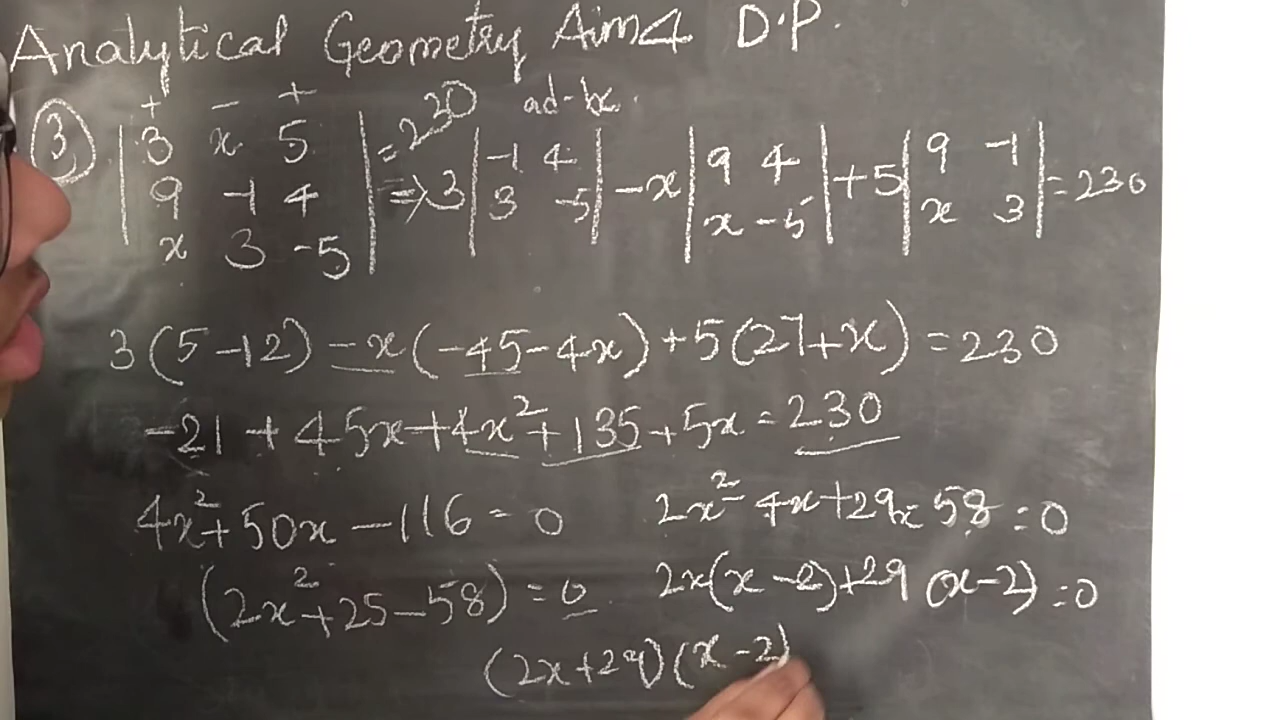 Analytical Geometry Aim4 D.P.
+ - +
(3) | 3 x 5 | = 230 ad-bc.
| 9 -1 4 |
| x 3 -5 |
=> 3 | -1 4 | - x | 9 4 | + 5 | 9 -1 | = 230
| 3 -5 | | x -5 | | x 3 |
3(5-12) - x(-45-4x) + 5(27+x) = 230
-21 + 45x + 4x² + 135 + 5x = 230
4x² + 50x - 116 = 0
(2x² + 25 - 58) = 0
2x² - 4x + 29x - 58 = 0
2x(x-2) + 29(x-2) = 0
(2x+29)(x-2)